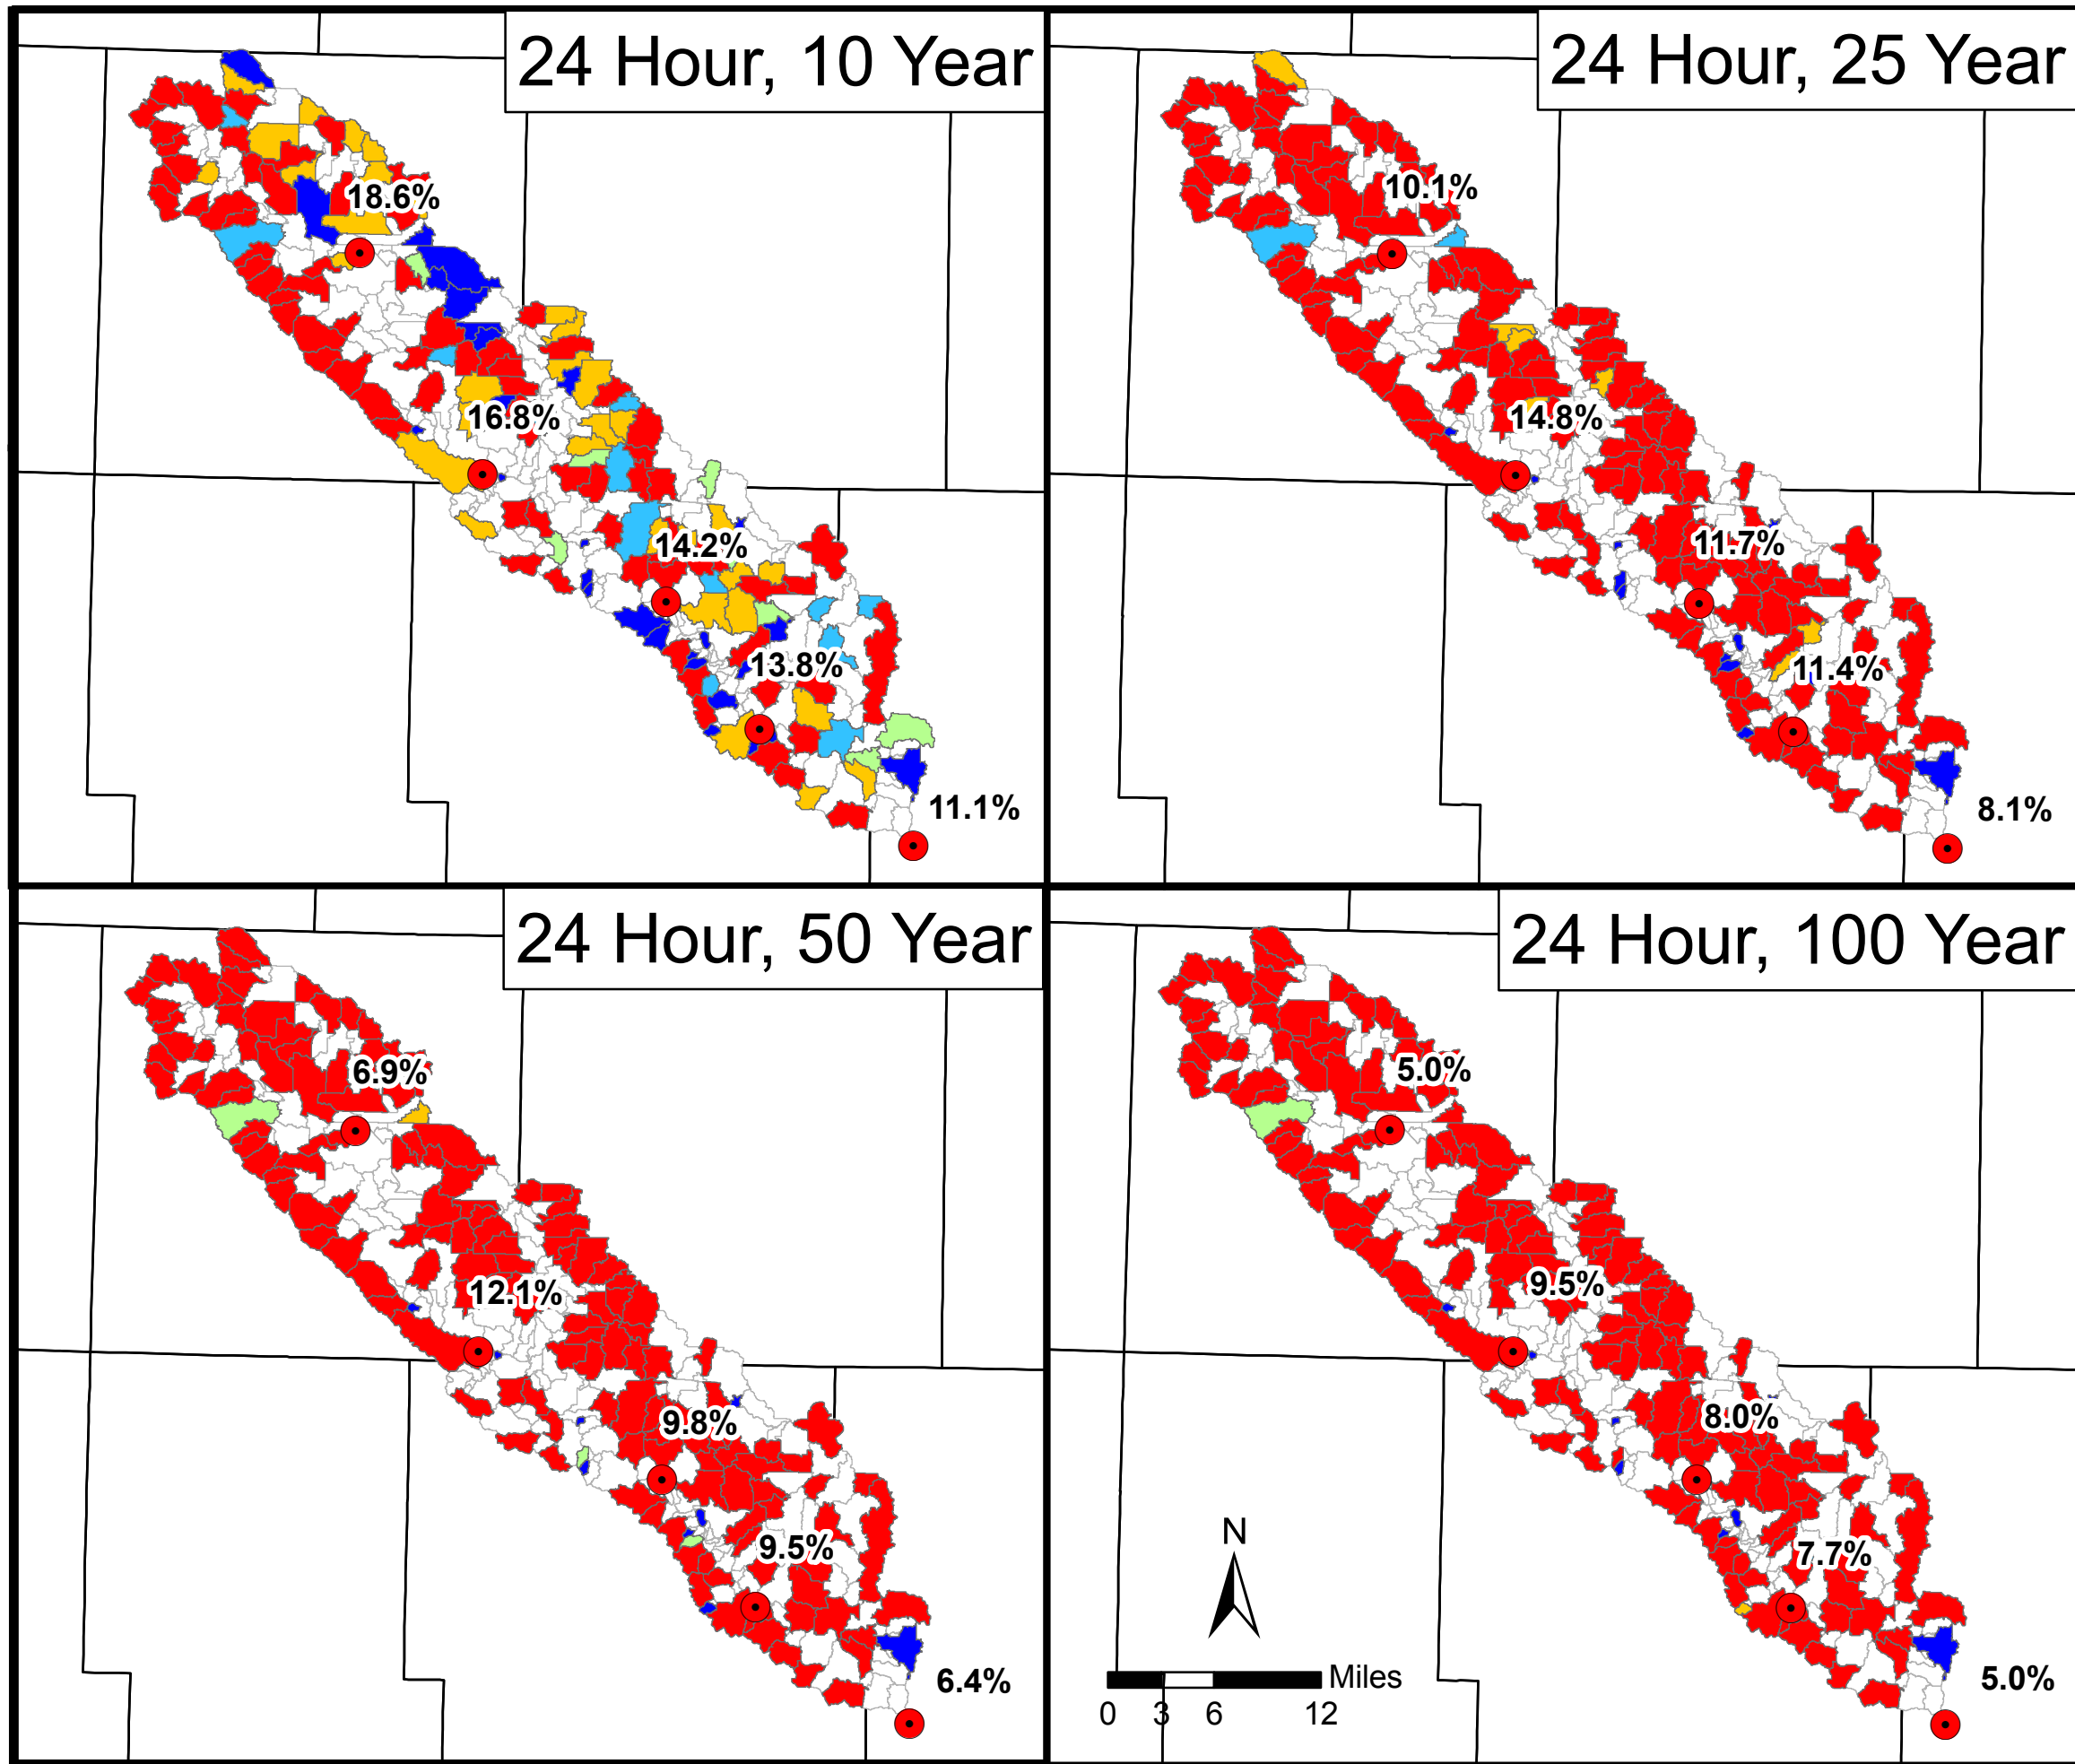 24 Hour, 10 Year
18.6%
16.8%
14.2%
13.8%
11.1%
24 Hour, 25 Year
10.1%
14.8%
11.7%
11.4%
8.1%
24 Hour, 50 Year
6.9%
12.1%
9.8%
9.5%
6.4%
24 Hour, 100 Year
5.0%
9.5%
8.0%
7.7%
5.0%
N
Miles
0 3 6 12